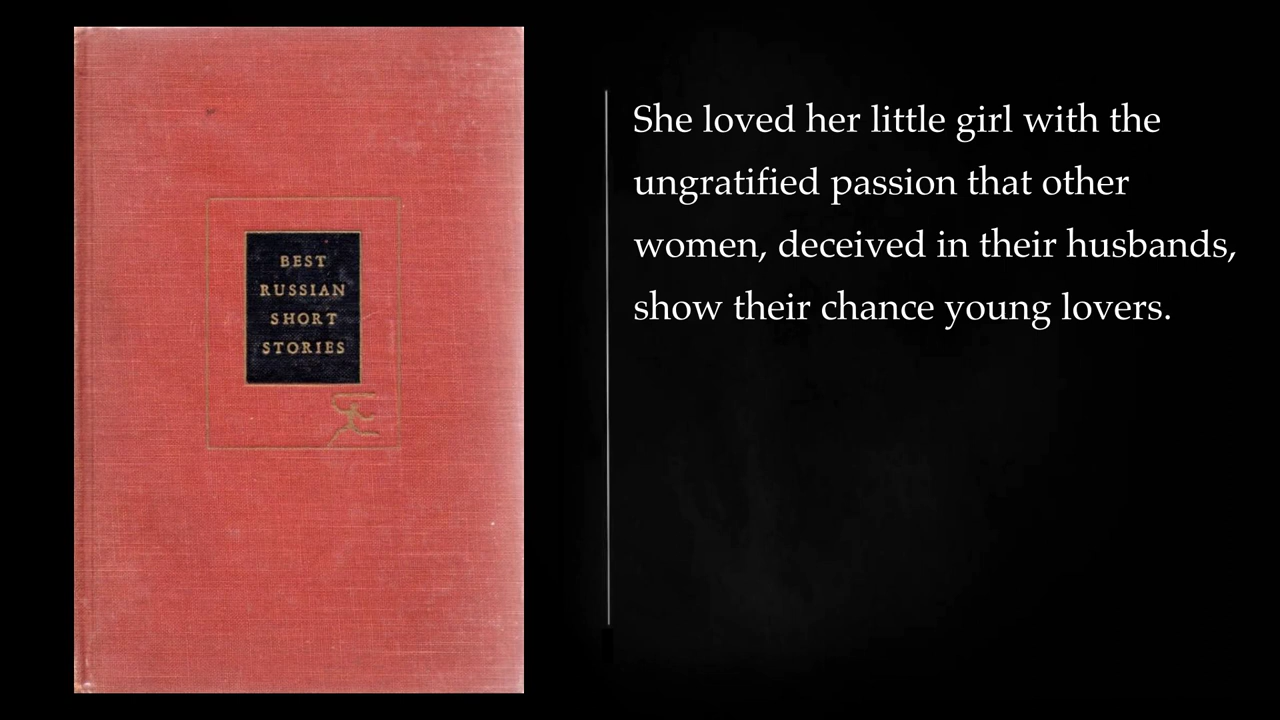 BEST
RUSSIAN
SHORT
STORIES
She loved her little girl with the
ungratified passion that other
women, deceived in their husbands,
show their chance young lovers.